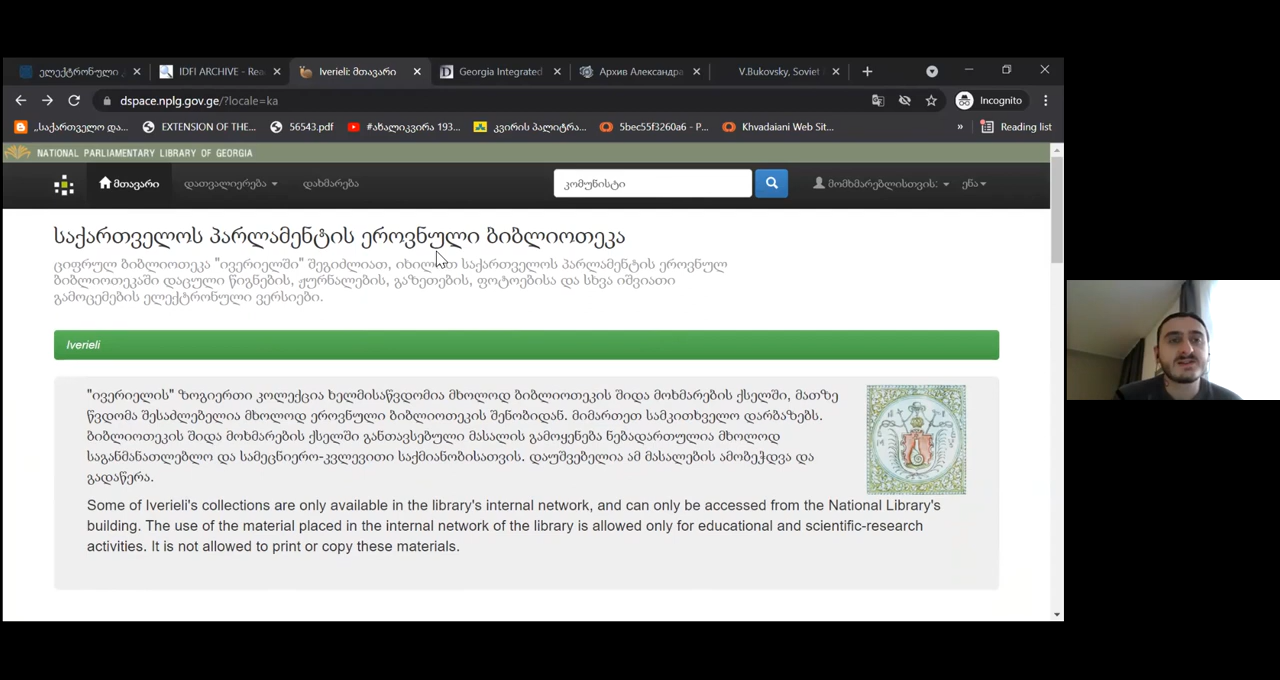 ელექტრონული
IDFI ARCHIVE - Rea
Iverieli: მთავარი
Georgia Integrated
Архив Александра
V.Bukovsky, Soviet
dspace.nplg.gov.ge/?locale=ka
Incognito
„საქართველო და...
EXTENSION OF THE...
56543.pdf
#ახალიკვირა 193...
კვირის პალიტრა...
5bec55f3260a6 - P...
Khvadaiani Web Sit...
»
Reading list
NATIONAL PARLIAMENTARY LIBRARY OF GEORGIA
მთავარი
დათვალიერება
დახმარება
კომუნისტი
მომხმარებლისთვის:
ენა
საქართველოს პარლამენტის ეროვნული ბიბლიოთეკა
ციფრულ ბიბლიოთეკა "ივერიელში" შეგიძლიათ, იხილოთ საქართველოს პარლამენტის ეროვნულ
ბიბლიოთეკაში დაცული წიგნების, ჟურნალების, გაზეთების, ფოტოებისა და სხვა იშვიათი
გამოცემების ელექტრონული ვერსიები.
Iverieli
"ივერიელის" ზოგიერთი კოლექცია ხელმისაწვდომია მხოლოდ ბიბლიოთეკის შიდა მოხმარების ქსელში, მათზე
წვდომა შესაძლებელია მხოლოდ ეროვნული ბიბლიოთეკის შენობიდან. მიმართეთ სამკითხველო დარბაზებს.
ბიბლიოთეკის შიდა მოხმარების ქსელში განთავსებული მასალის გამოყენება ნებადართულია მხოლოდ
საგანმანათლებლო და სამეცნიერო-კვლევითი საქმიანობისათვის. დაუშვებელია ამ მასალების ამობეჭდვა და
გადაწერა.
Some of Iverieli's collections are only available in the library's internal network, and can only be accessed from the National Library's
building. The use of the material placed in the internal network of the library is allowed only for educational and scientific-research
activities. It is not allowed to print or copy these materials.